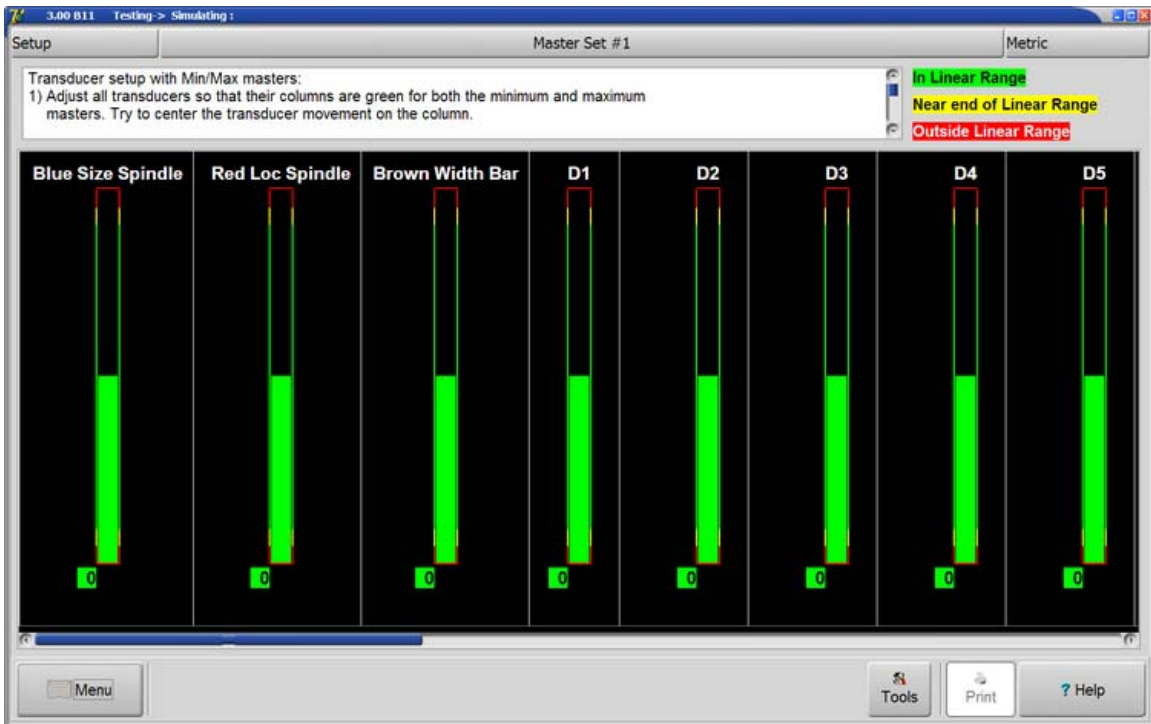 3.00 B11 Testing-> Simulating :
Setup
Master Set #1
Metric
Transducer setup with Min/Max masters:
1) Adjust all transducers so that their columns are green for both the minimum and maximum
masters. Try to center the transducer movement on the column.
In Linear Range
Near end of Linear Range
Outside Linear Range
Blue Size Spindle Red Loc Spindle Brown Width Bar D1 D2 D3 D4 D5
0 0 0 0 0 0 0 0
Menu
Tools
Print
? Help